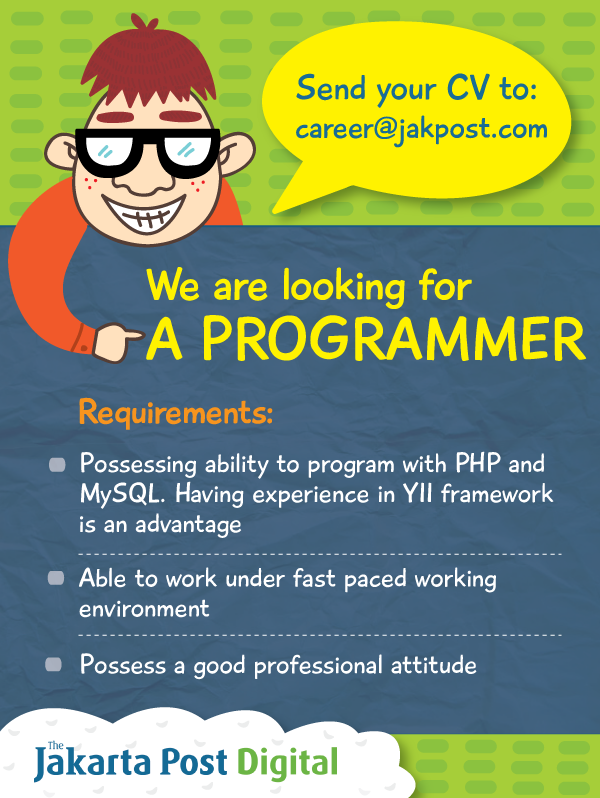 Send your CV to:
career@jakpost.com
We are looking for
A PROGRAMMER
Requirements:
Possessing ability to program with PHP and
MySQL. Having experience in YII framework
is an advantage
Able to work under fast paced working
environment
Possess a good professional attitude
The Jakarta Post Digital